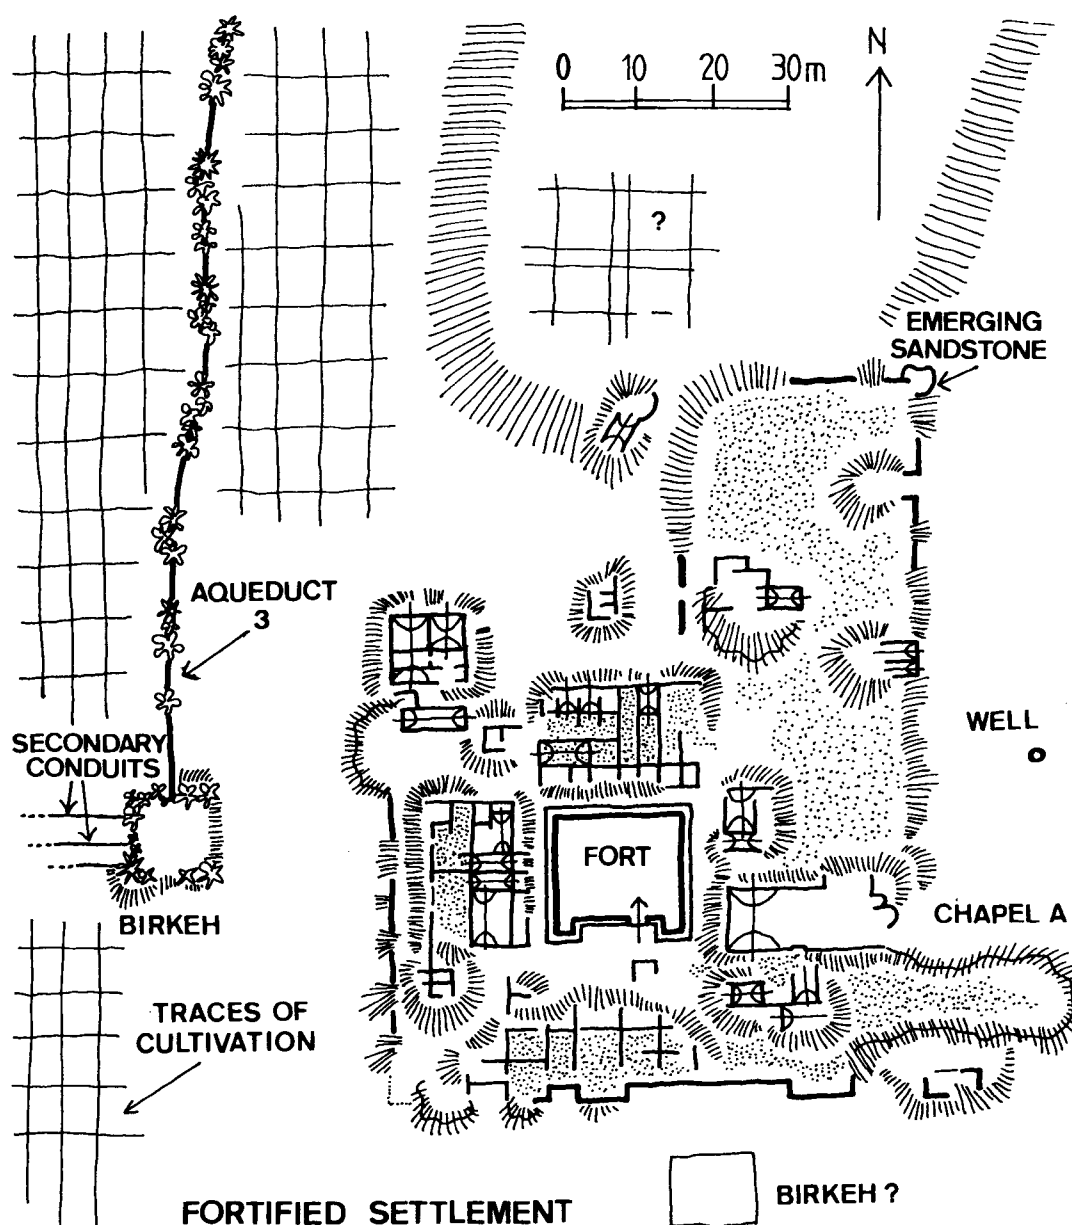 0 10 20 30m
N
?
EMERGING
SANDSTONE
AQUEDUCT
3
WELL
SECONDARY
CONDUITS
FORT
BIRKEH
CHAPEL A
TRACES OF
CULTIVATION
BIRKEH ?
FORTIFIED SETTLEMENT